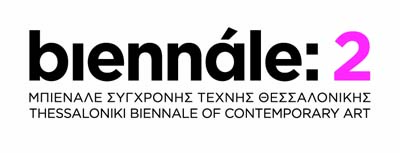 biennále: 2
ΜΠΙΕΝΑΛΕ ΣΥΓΧΡΟΝΗΣ ΤΕΧΝΗΣ ΘΕΣΣΑΛΟΝΙΚΗΣ
THESSALONIKI BIENNALE OF CONTEMPORARY ART